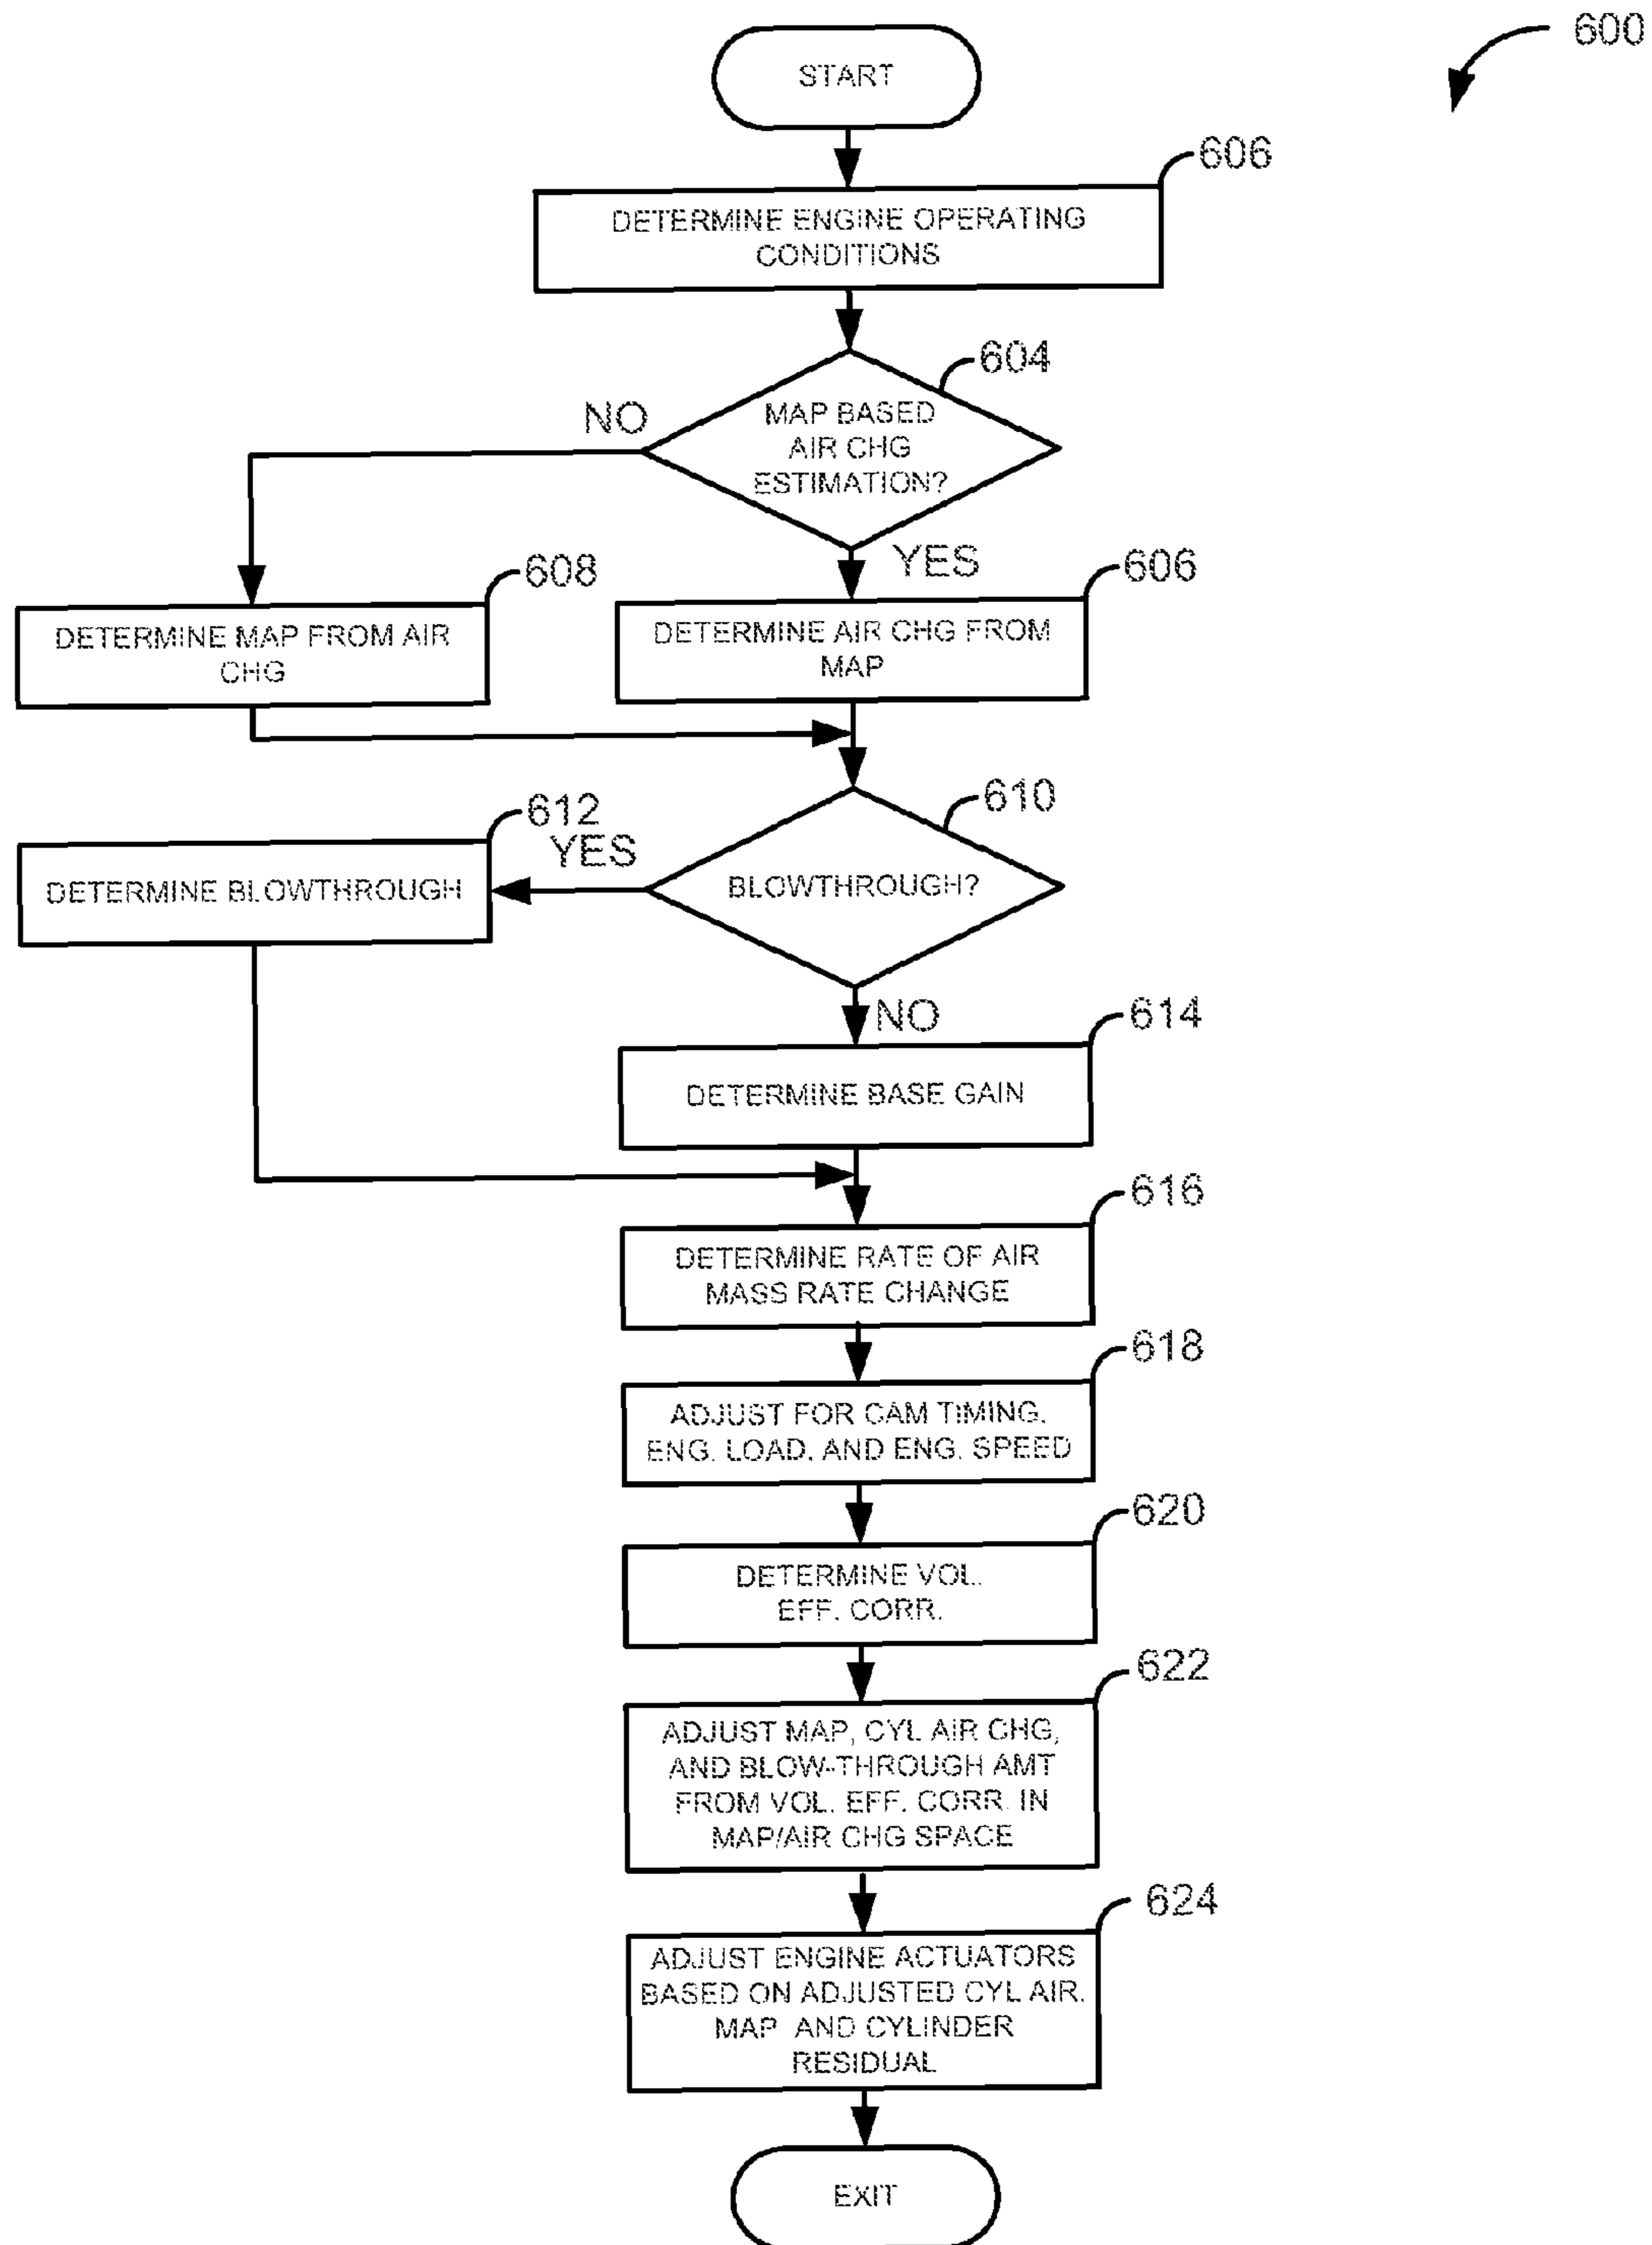 600
START
606
DETERMINE ENGINE OPERATING
CONDITIONS
604
MAP BASED
AIR CHG
ESTIMATION?
NO
YES
608
DETERMINE MAP FROM AIR
CHG
606
DETERMINE AIR CHG FROM
MAP
610
BLOWTHROUGH?
612
YES
DETERMINE BLOWTHROUGH
NO
614
DETERMINE BASE GAIN
616
DETERMINE RATE OF AIR
MASS RATE CHANGE
618
ADJUST FOR CAM TIMING,
ENG. LOAD, AND ENG. SPEED
620
DETERMINE VOL.
EFF. CORR.
622
ADJUST MAP, CYL AIR CHG,
AND BLOW-THROUGH AMT
FROM VOL. EFF. CORR. IN
MAP/AIR CHG SPACE
624
ADJUST ENGINE ACTUATORS
BASED ON ADJUSTED CYL AIR,
MAP AND CYLINDER
RESIDUAL
EXIT